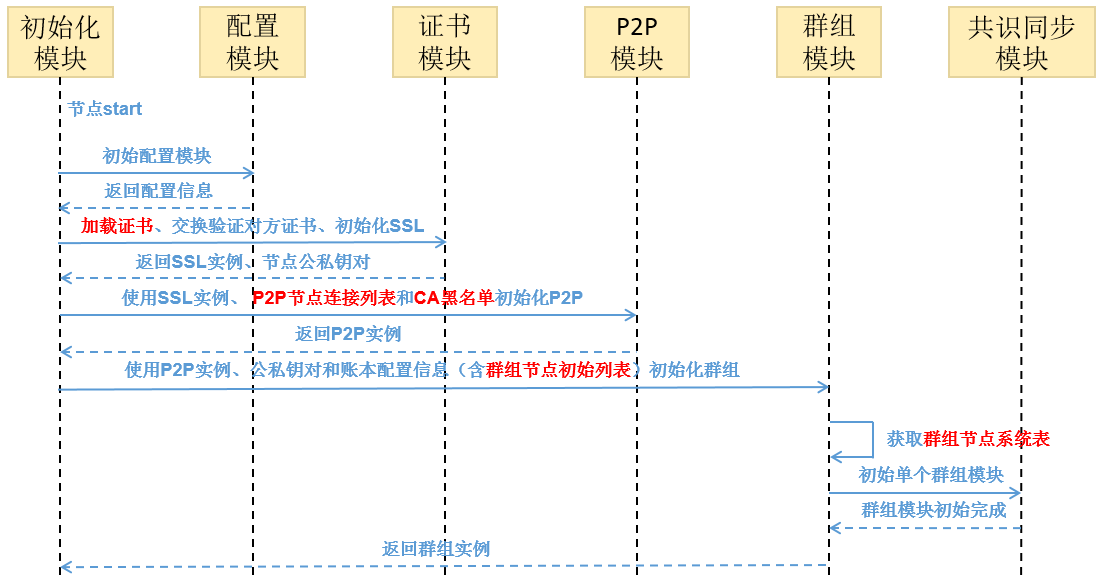 初始化
模块
配置
模块
证书
模块
P2P
模块
群组
模块
共识同步
模块
节点start
初始配置模块
返回配置信息
加载证书、交换验证对方证书、初始化SSL
返回SSL实例、节点公私钥对
使用SSL实例、P2P节点连接列表和CA黑名单初始化P2P
返回P2P实例
使用P2P实例、公私钥对和账本配置信息（含群组节点初始列表）初始化群组
获取群组节点系统表
初始单个群组模块
群组模块初始完成
返回群组实例